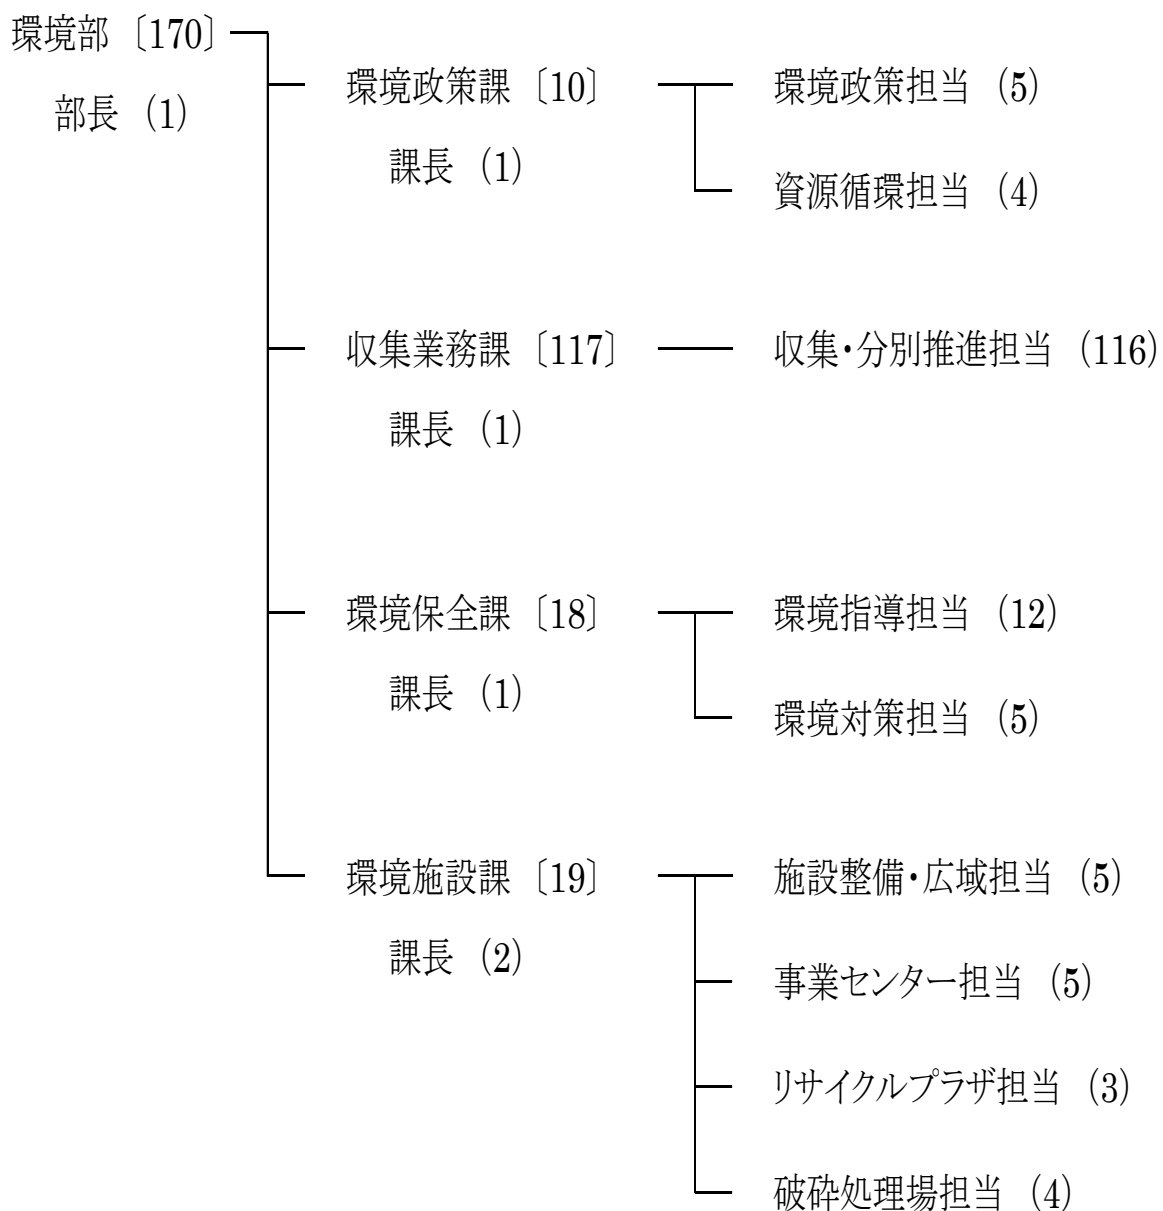 環境部 〔170〕
部長 (1)
環境政策課 〔10〕 環境政策担当 (5)
課長 (1)
資源循環担当 (4)
収集業務課 〔117〕 収集・分別推進担当 (116)
課長 (1)
環境保全課 〔18〕 環境指導担当 (12)
課長 (1)
環境対策担当 (5)
環境施設課 〔19〕 施設整備・広域担当 (5)
課長 (2)
事業センター担当 (5)
リサイクルプラザ担当 (3)
破砕処理場担当 (4)